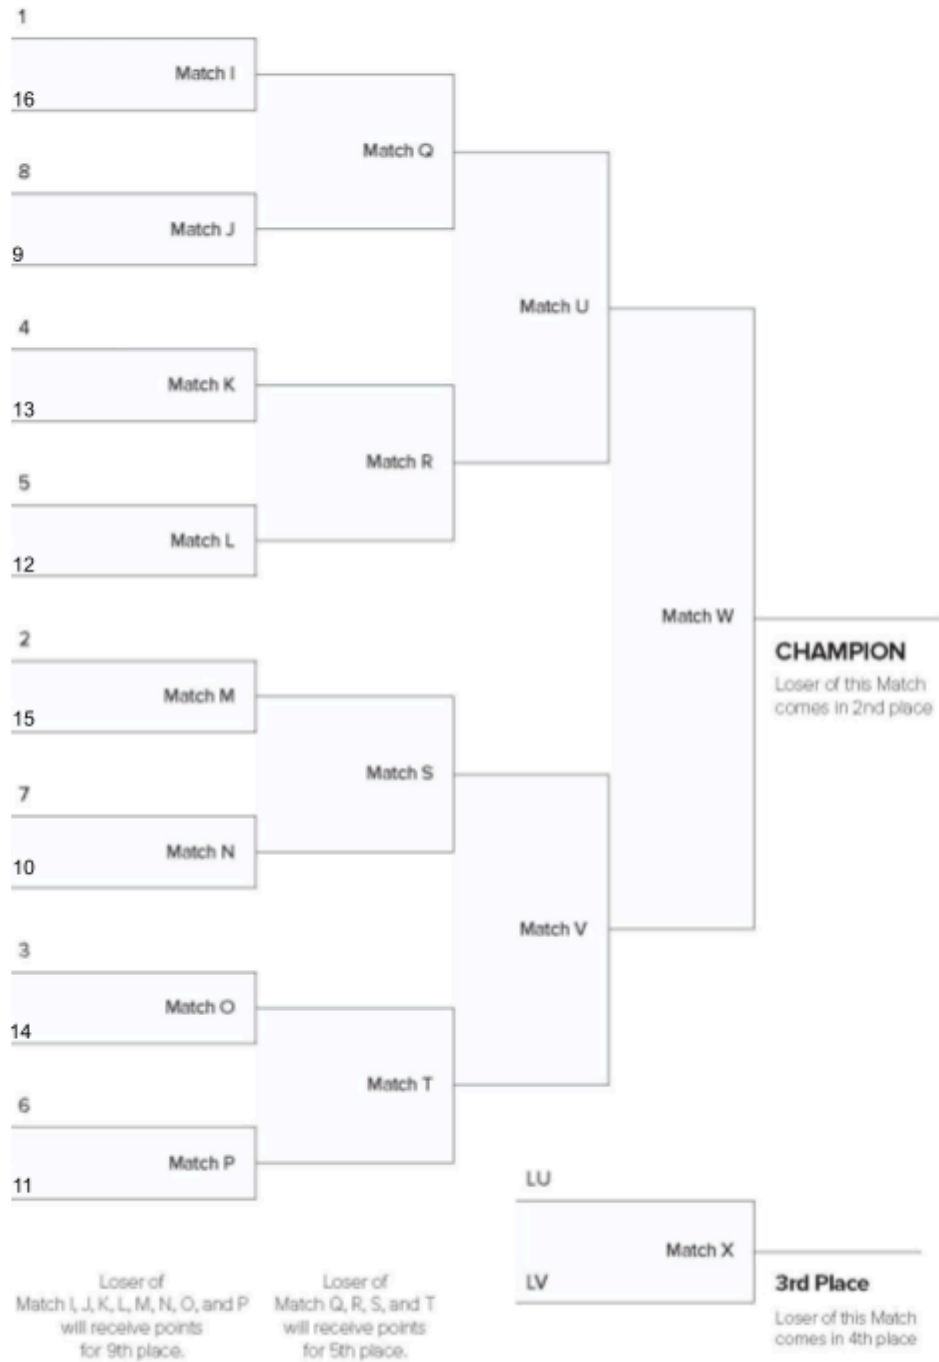 1
Match I
16
Match Q
8
Match J
9
Match U
4
Match K
13
Match R
5
Match L
12
Match W
CHAMPION
Loser of this Match
comes in 2nd place
2
Match M
15
Match S
7
Match N
10
Match V
3
Match O
14
Match T
6
Match P
11
LU
Match X
LV
3rd Place
Loser of this Match
comes in 4th place
Loser of
Match I, J, K, L, M, N, O, and P
will receive points
for 9th place.
Loser of
Match Q, R, S, and T
will receive points
for 5th place.